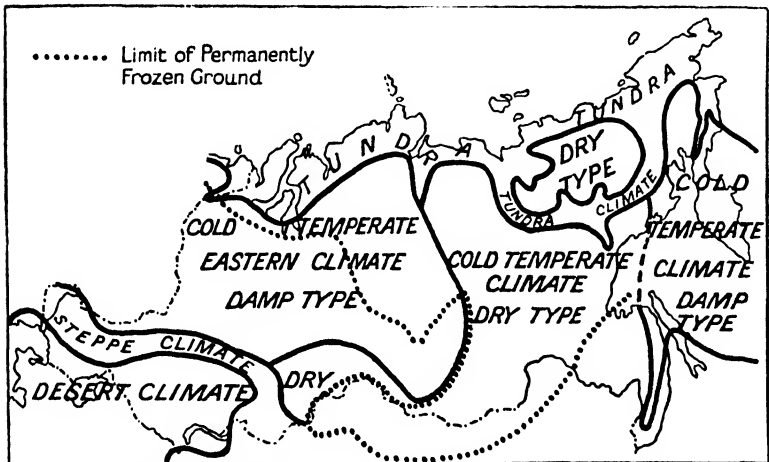 Limit of Permanently
Frozen Ground
TUNDRA
TUNDRA
DRY
TYPE
TUNDRA CLIMATE
COLD
TEMPERATE
CLIMATE
DAMP
TYPE
COLD TEMPERATE
EASTERN CLIMATE
DAMP TYPE
COLD TEMPERATE
CLIMATE
DRY TYPE
STEPPE CLIMATE
DESERT CLIMATE
DRY